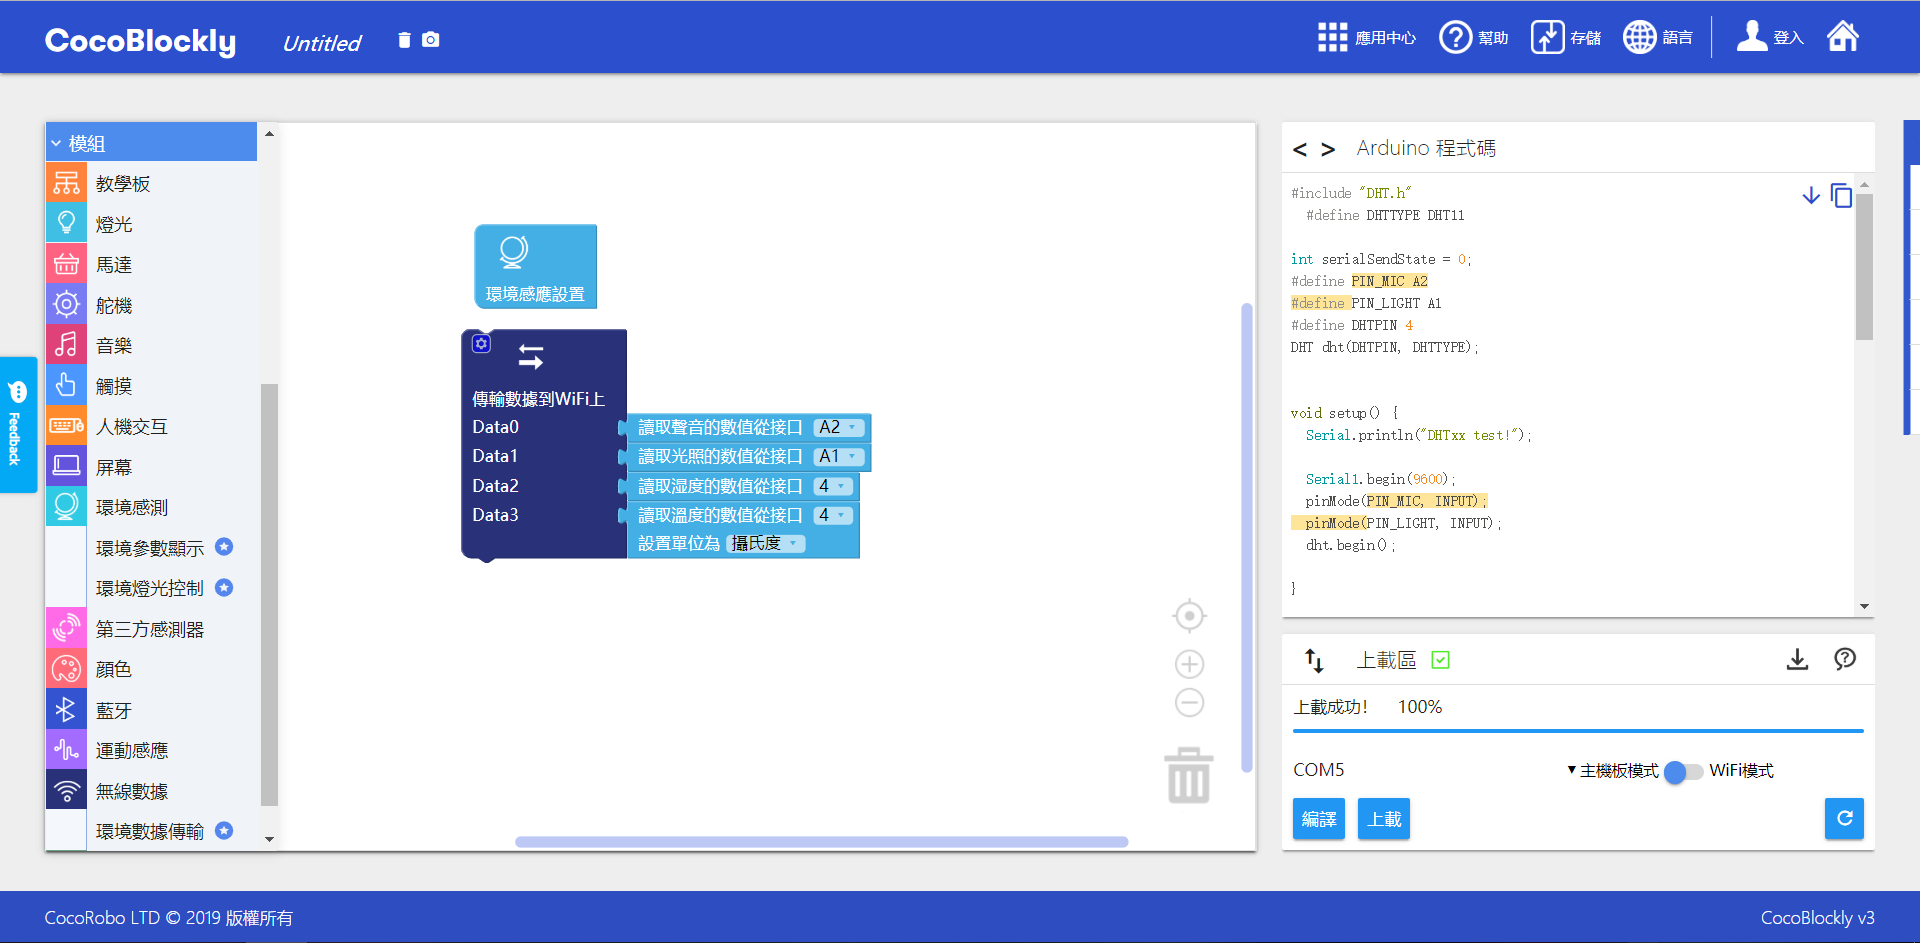 CocoBlockly
Untitled
應用中心
幫助
存儲
語言
登入
模組
教學板
燈光
馬達
舵機
音樂
觸摸
人機交互
屏幕
環境感測
環境參數顯示
環境燈光控制
第三方感測器
顏色
藍牙
運動感應
無線數據
環境數據傳輸
Feedback
環境感應設置
傳輸數據到WiFi上
Data0 讀取聲音的數值從接口 A2
Data1 讀取光照的數值從接口 A1
Data2 讀取湿度的數值從接口 4
Data3 讀取溫度的數值從接口 4
設置單位為 攝氏度
< > Arduino 程式碼
#include "DHT.h"
#define DHTTYPE DHT11
int serialSendState = 0;
#define PIN_MIC A2
#define PIN_LIGHT A1
#define DHTPIN 4
DHT dht(DHTPIN, DHTTYPE);
void setup() {
Serial.println("DHTxx test!");
Serial1.begin(9600);
pinMode(PIN_MIC, INPUT);
pinMode(PIN_LIGHT, INPUT);
dht.begin();
}
上載區
上載成功! 100%
COM5
主機板模式 WiFi模式
編譯
上載
CocoRobo LTD © 2019 版權所有
CocoBlockly v3